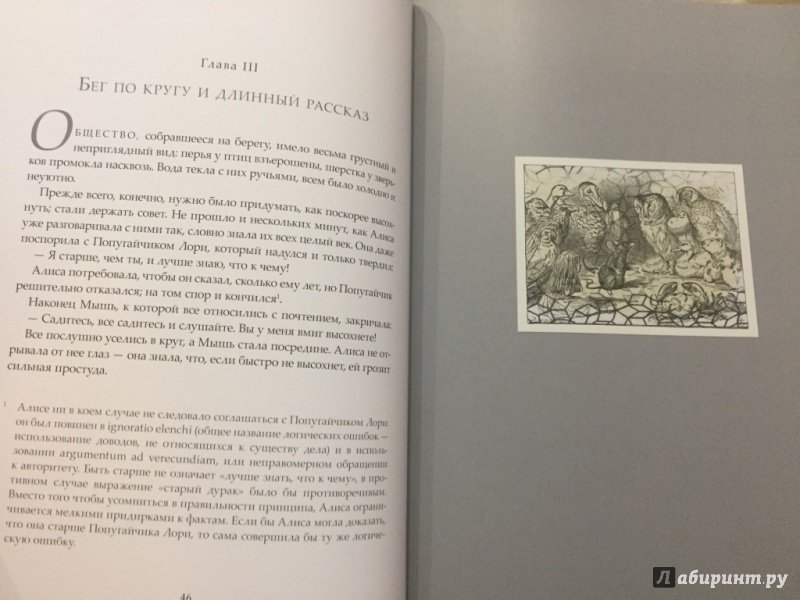 Глава III
Бег по кругу и длинный рассказ
Общество, собравшееся на берегу, имело весьма грустный и
неприглядный вид: перья у птиц взъерошены, шерстка у зверь-
ков промокла насквозь. Вода текла с них ручьями, всем было холодно и
неуютно.
Прежде всего, конечно, нужно было придумать, как поскорее высох-
нуть; стали держать совет. Не прошло и нескольких минут, как Алиса
уже разговаривала с ними так, словно знала их всех целый век. Она даже
поспорила с Попугайчиком Лори, который надулся и только твердил:
— Я старше, чем ты, и лучше знаю, что к чему!
Алиса потребовала, чтобы он сказал, сколько ему лет, но Попугайчик
решительно отказался; на том спор и кончился¹.
Наконец Мышь, к которой все относились с почтением, закричала:
— Садитесь, все садитесь и слушайте. Вы у меня вмиг высохнете!
Все послушно уселись в круг, а Мышь стала посредине. Алиса не от-
рывала от нее глаз — она знала, что, если быстро не высохнет, ей грозит
сильная простуда.
¹ Алисе ни в коем случае не следовало соглашаться с Попугайчиком Лори:
он был повинен в ignoratio elenchi (общее название логических ошибок —
использование доводов, не относящихся к существу дела) и в исполь-
зовании argumentum ad verecundiam, или неправомерном обращении
к авторитету. Быть старше не означает «лучше знать, что к чему», в про-
тивном случае выражение «старый дурак» было бы противоречивым.
Вместо того чтобы усомниться в правильности принципа, Алиса ограни-
чивается мелкими придирками к фактам. Если бы Алиса могла доказать,
что она старше Попугайчика Лори, то сама совершила бы ту же логиче-
скую ошибку.
46
Лабиринт.ру